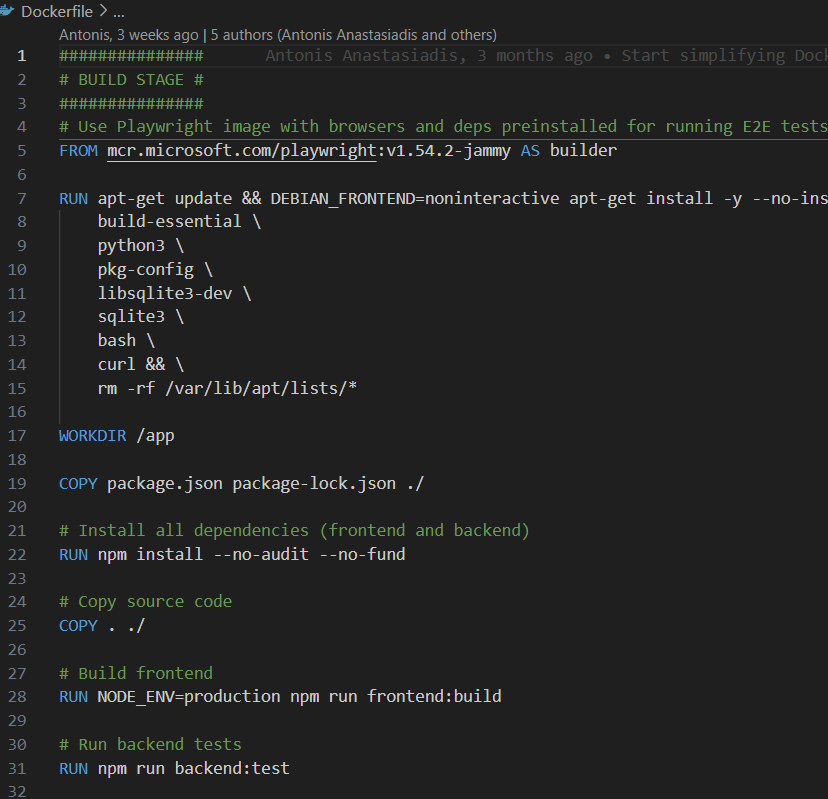 Dockerfile > ...
Antonis, 3 weeks ago | 5 authors (Antonis Anastasiadis and others)
1 ############### Antonis Anastasiadis, 3 months ago • Start simplifying Dock
2 # BUILD STAGE #
3 ###############
4 # Use Playwright image with browsers and deps preinstalled for running E2E tests
5 FROM mcr.microsoft.com/playwright:v1.54.2-jammy AS builder
6
7 RUN apt-get update && DEBIAN_FRONTEND=noninteractive apt-get install -y --no-ins
8     build-essential \
9     python3 \
10     pkg-config \
11     libsqlite3-dev \
12     sqlite3 \
13     bash \
14     curl && \
15     rm -rf /var/lib/apt/lists/*
16
17 WORKDIR /app
18
19 COPY package.json package-lock.json ./
20
21 # Install all dependencies (frontend and backend)
22 RUN npm install --no-audit --no-fund
23
24 # Copy source code
25 COPY . ./
26
27 # Build frontend
28 RUN NODE_ENV=production npm run frontend:build
29
30 # Run backend tests
31 RUN npm run backend:test
32